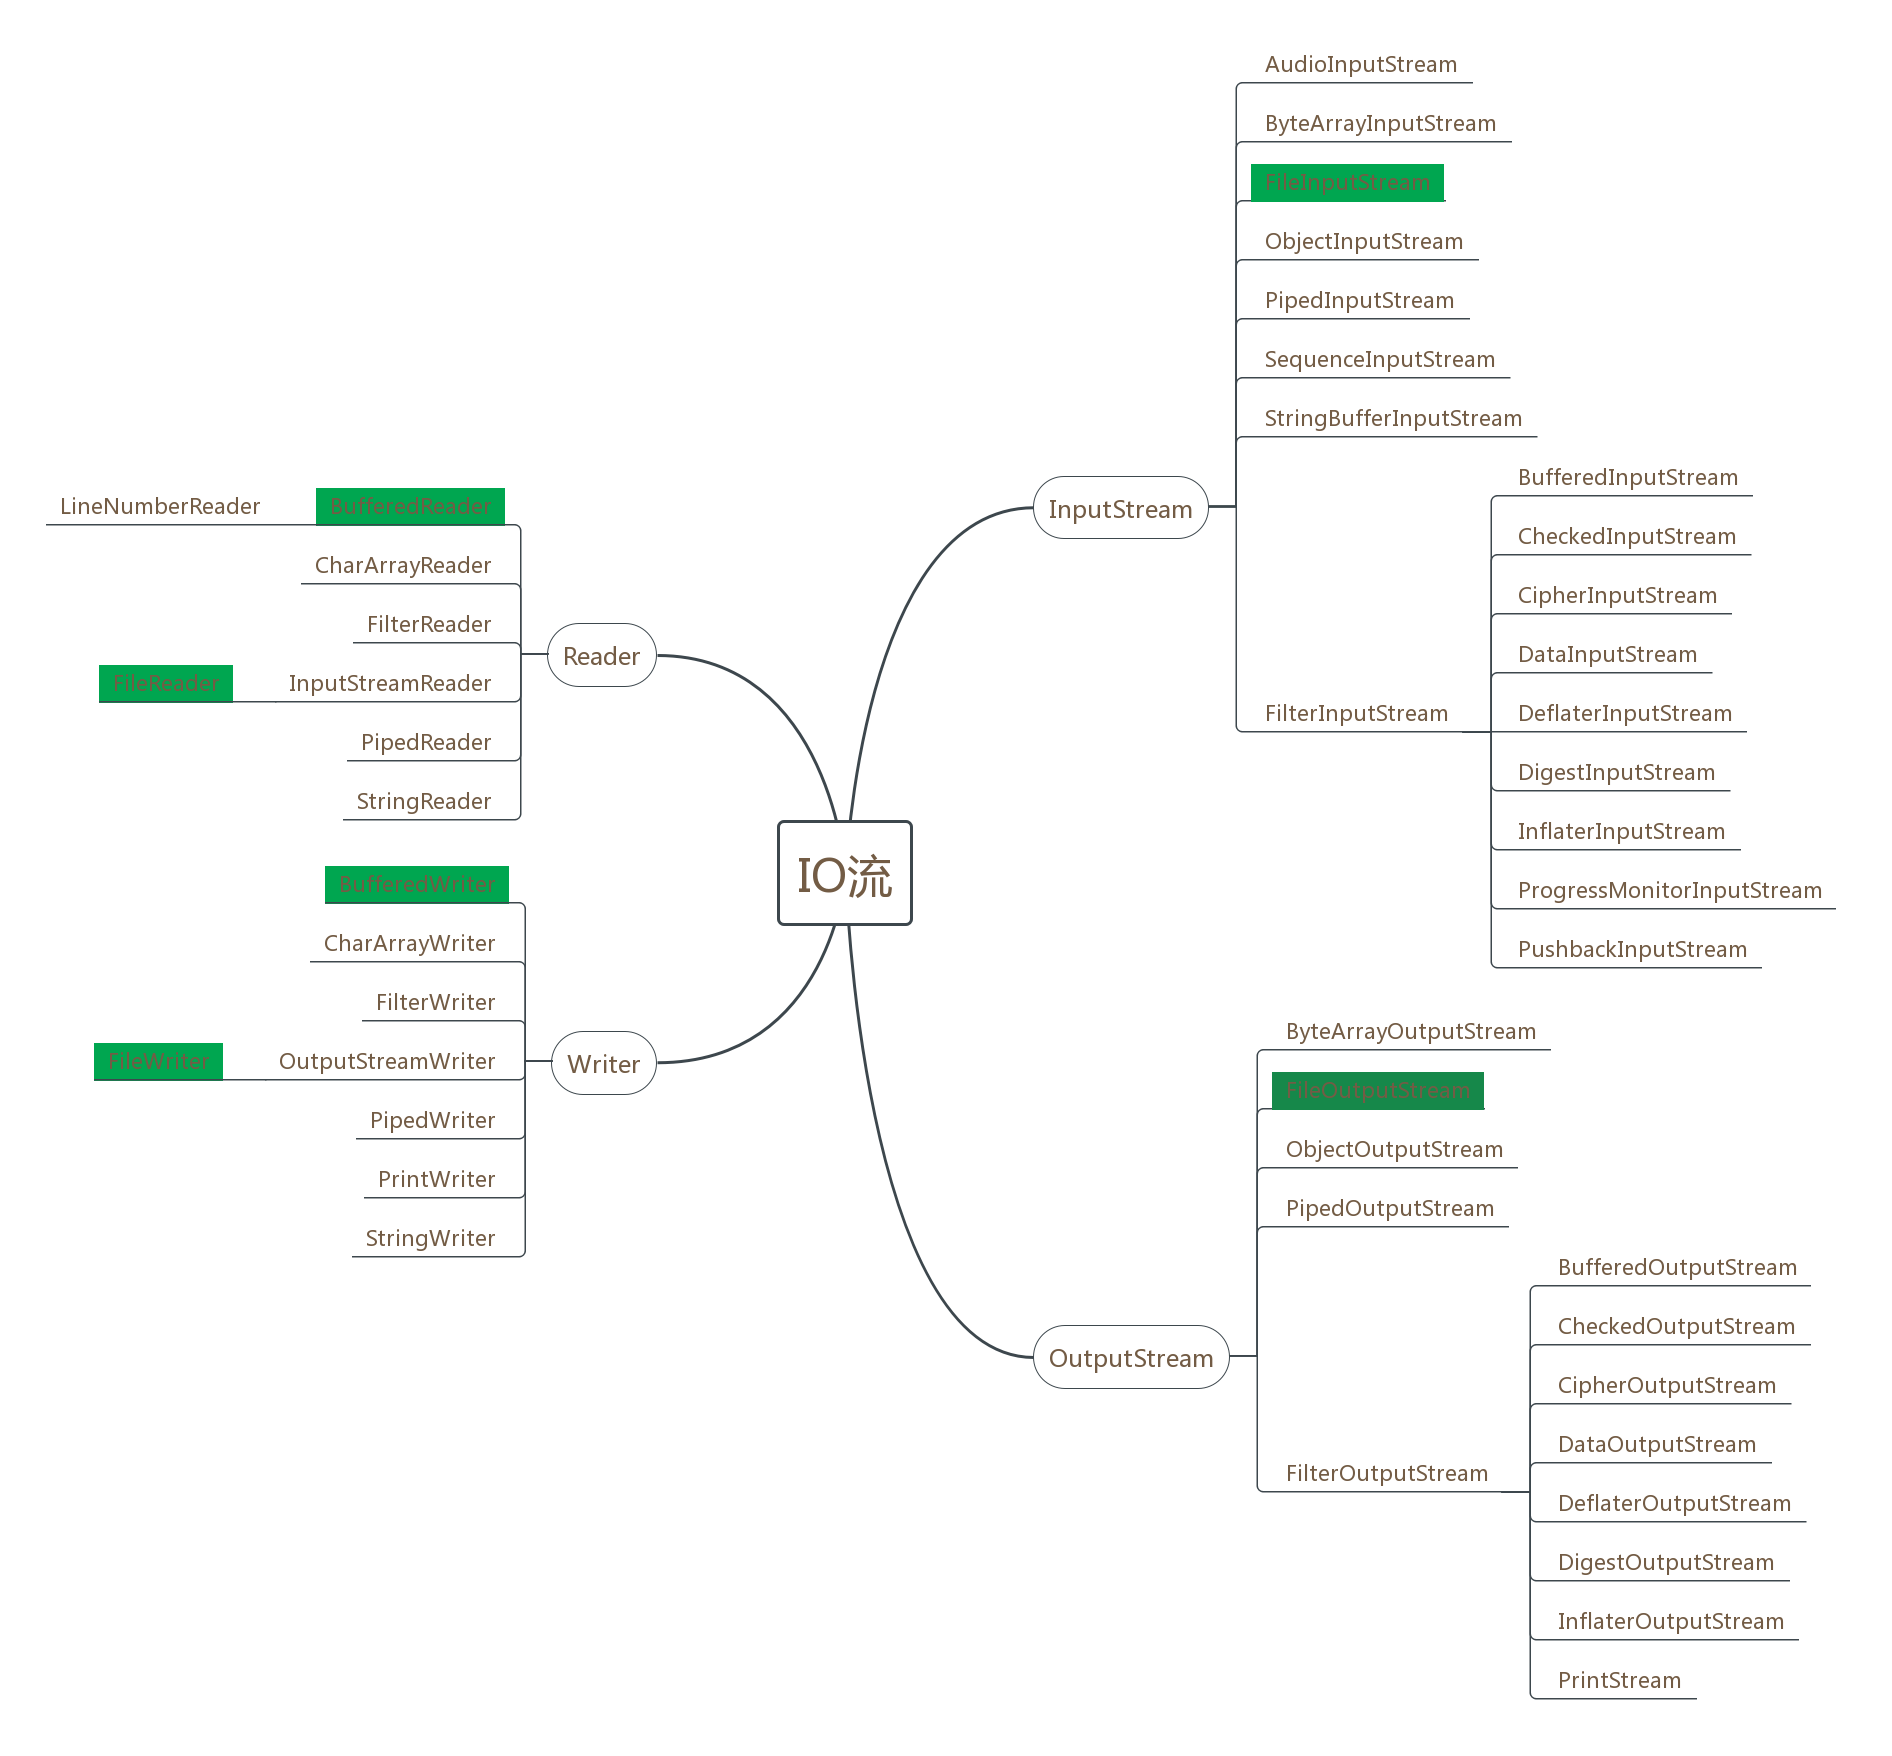 IO流
InputStream
AudioInputStream
ByteArrayInputStream
FileInputStream
ObjectInputStream
PipedInputStream
SequenceInputStream
StringBufferInputStream
FilterInputStream
BufferedInputStream
CheckedInputStream
CipherInputStream
DataInputStream
DeflaterInputStream
DigestInputStream
InflaterInputStream
ProgressMonitorInputStream
PushbackInputStream
OutputStream
ByteArrayOutputStream
FileOutputStream
ObjectOutputStream
PipedOutputStream
FilterOutputStream
BufferedOutputStream
CheckedOutputStream
CipherOutputStream
DataOutputStream
DeflaterOutputStream
DigestOutputStream
InflaterOutputStream
PrintStream
Reader
BufferedReader
LineNumberReader
CharArrayReader
FilterReader
InputStreamReader
FileReader
PipedReader
StringReader
Writer
BufferedWriter
CharArrayWriter
FilterWriter
OutputStreamWriter
FileWriter
PipedWriter
PrintWriter
StringWriter